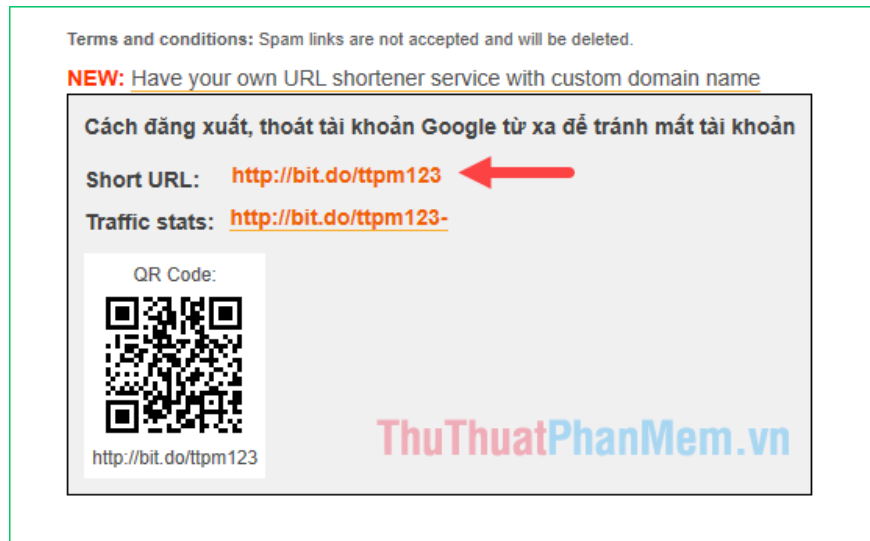 Terms and conditions: Spam links are not accepted and will be deleted.
NEW: Have your own URL shortener service with custom domain name
Cách đăng xuất, thoát tài khoản Google từ xa để tránh mất tài khoản
Short URL: http://bit.do/ttpm123
Traffic stats: http://bit.do/ttpm123-
QR Code:
http://bit.do/ttpm123
ThuThuatPhanMem.vn